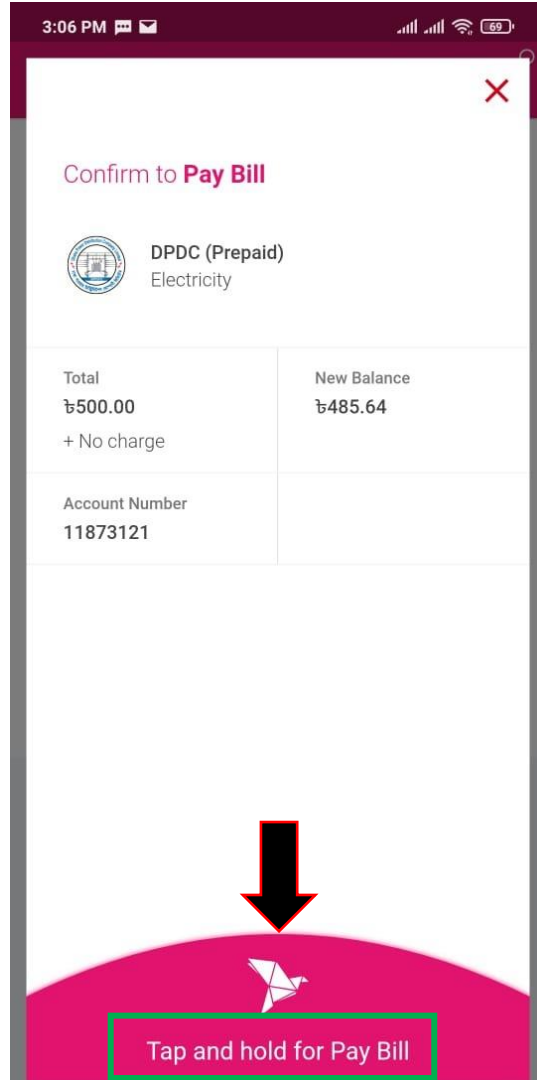 3:06 PM
69
Confirm to Pay Bill
DPDC (Prepaid)
Electricity
Total
৳500.00
+ No charge
New Balance
৳485.64
Account Number
11873121
Tap and hold for Pay Bill